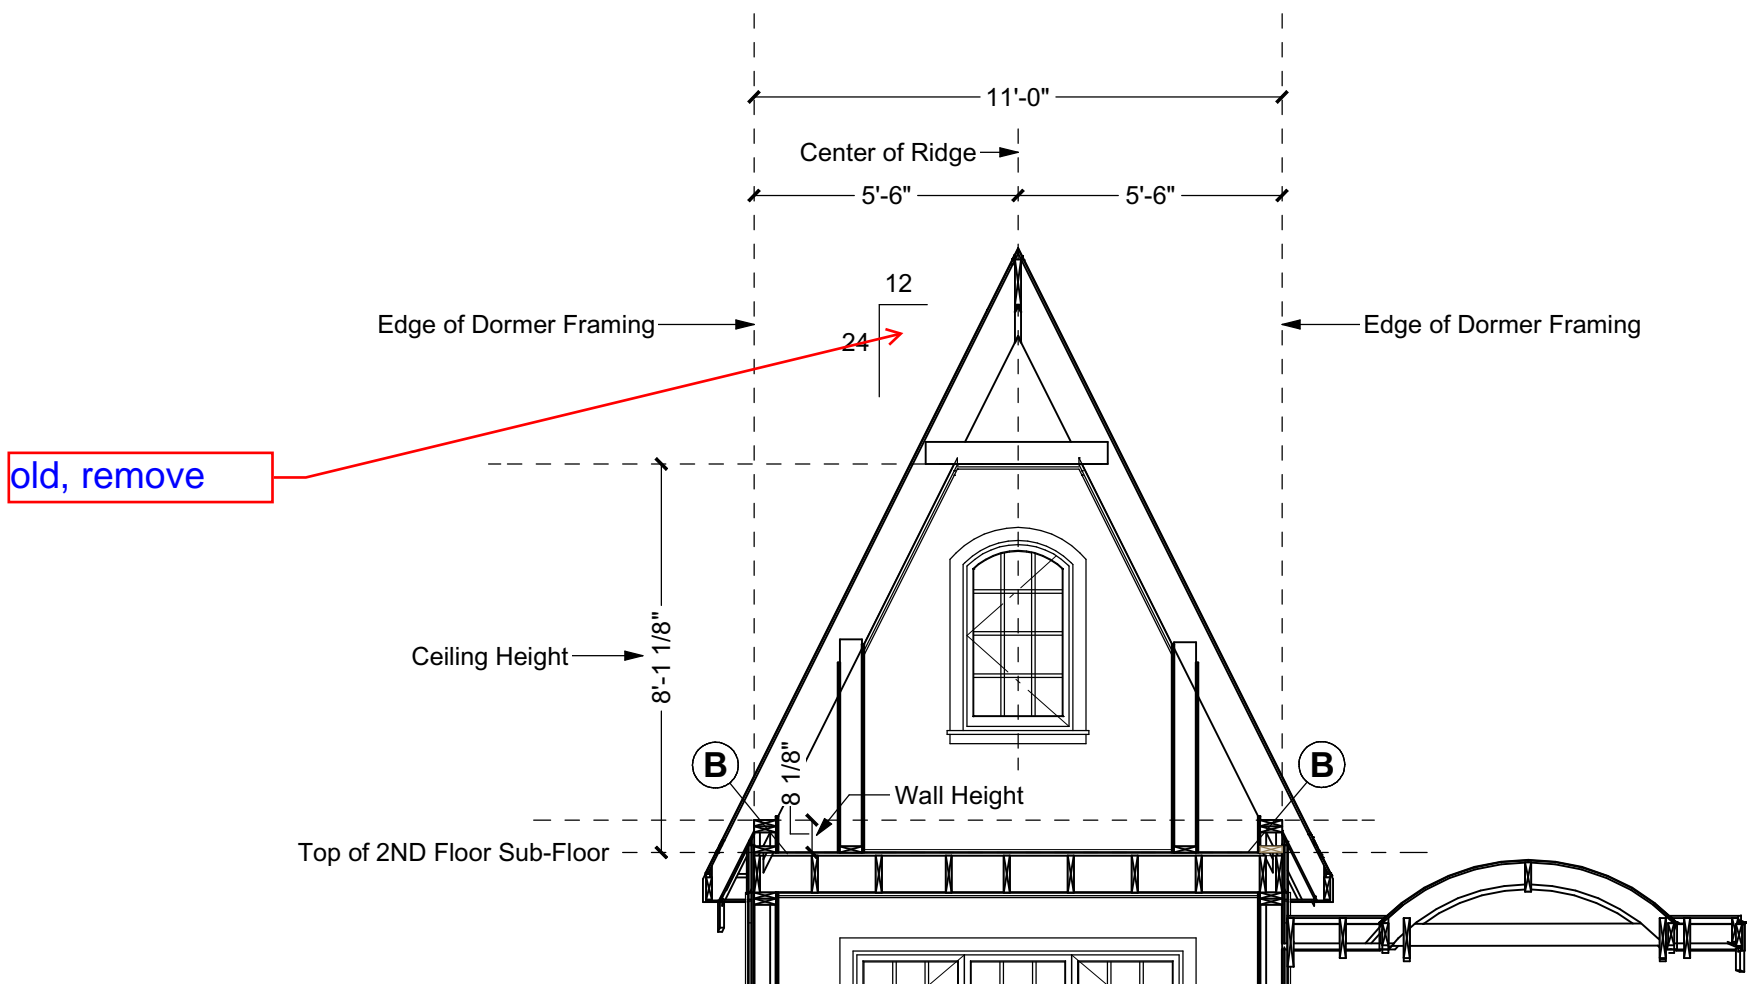 11'-0"
Center of Ridge
5'-6" 5'-6"
12
Edge of Dormer Framing
24
Edge of Dormer Framing
old, remove
8'-1 1/8"
Ceiling Height
B
8 1/8"
B
Wall Height
Top of 2ND Floor Sub-Floor